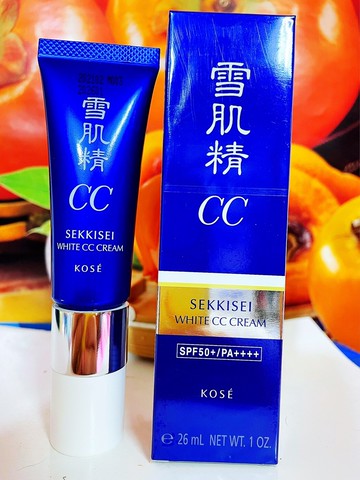 雪
肌
精
CC
SEKKISEI
WHITE CC CREAM
KOSÉ
雪
肌
精
CC
SEKKISEI
WHITE CC CREAM
SPF50+/PA++++
KOSÉ
℮ 26 mL NET WT. 1 OZ.